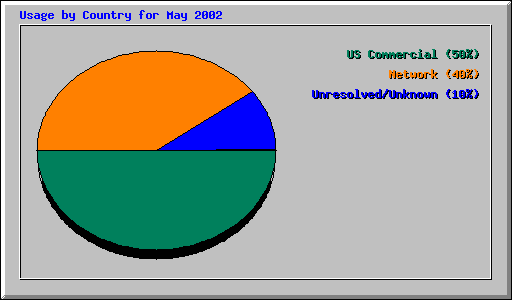 Usage by Country for May 2002
US Commercial (50%)
Network (40%)
Unresolved/Unknown (10%)